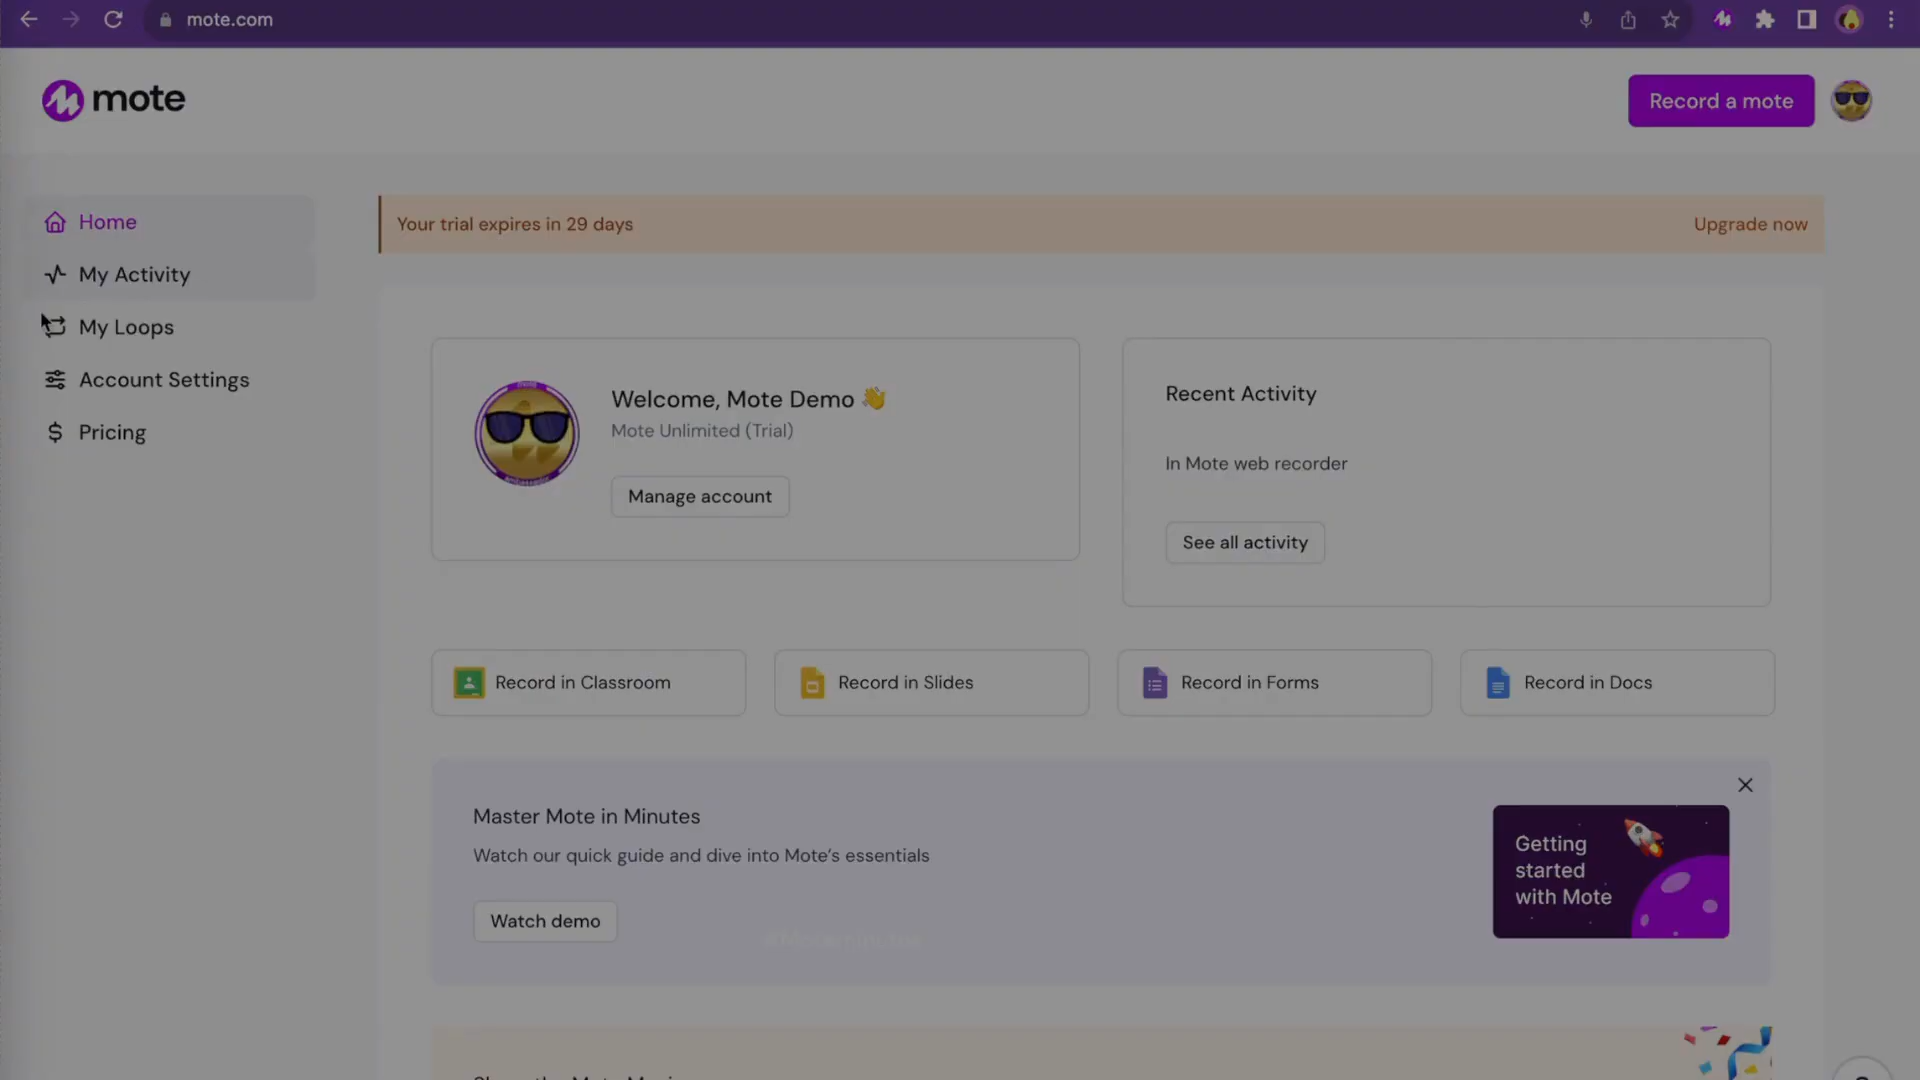 mote.com
mote
Record a mote
Home
My Activity
My Loops
Account Settings
Pricing
Your trial expires in 29 days
Upgrade now
Welcome, Mote Demo 👋
Mote Unlimited (Trial)
Manage account
Recent Activity
In Mote web recorder
See all activity
Record in Classroom
Record in Slides
Record in Forms
Record in Docs
Master Mote in Minutes
Watch our quick guide and dive into Mote's essentials
Watch demo
Getting
started
with Mote